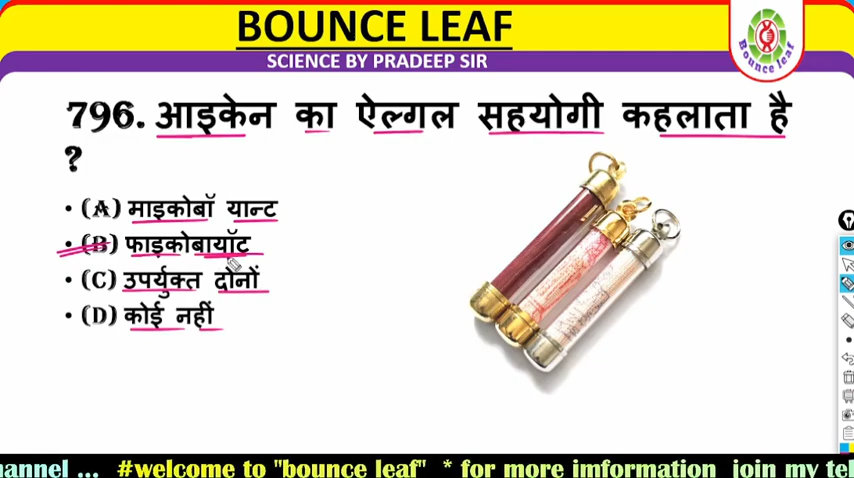 BOUNCE LEAF
SCIENCE BY PRADEEP SIR
Bounce leaf
796. आइकेन का ऐल्गल सहयोगी कहलाता है
?
• (A) माइकोबॉ यान्ट
• (B) फाइकोबायॉट
• (C) उपर्युक्त दोनों
• (D) कोई नहीं
hannel ... #welcome to "bounce leaf" * for more imformation join my tel